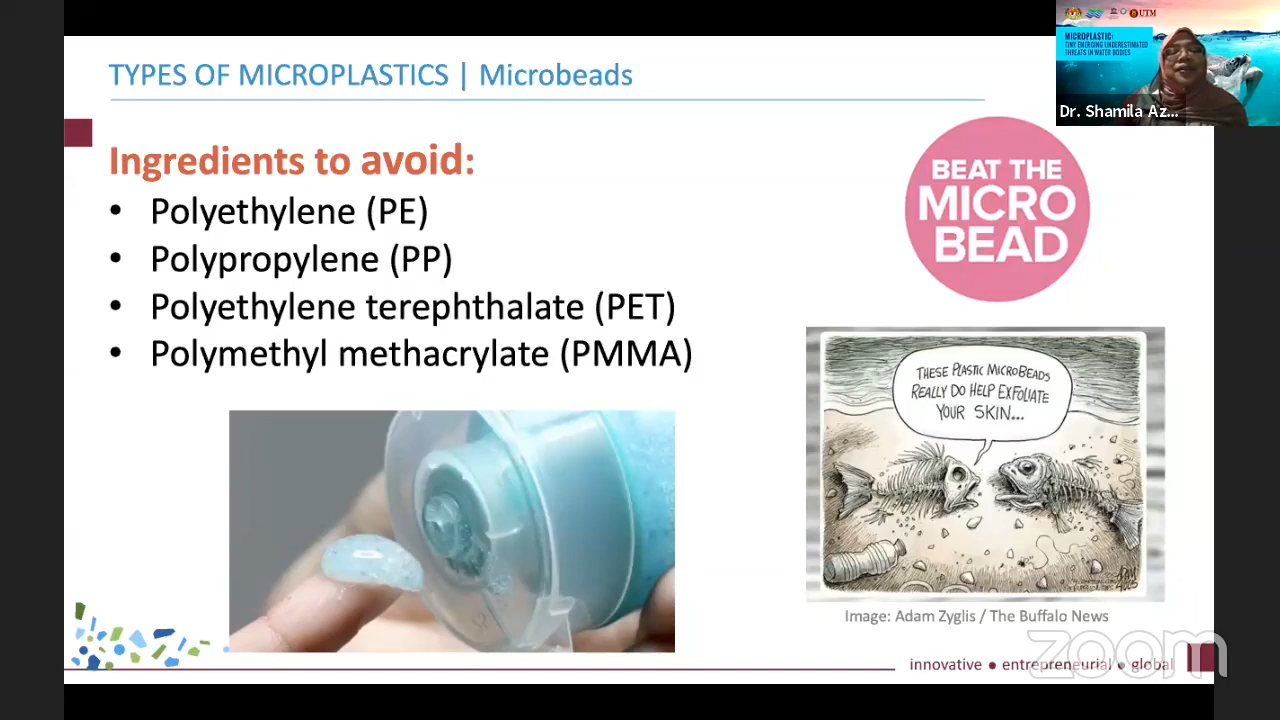 TYPES OF MICROPLASTICS | Microbeads
UTM
MICROPLASTIC:
TINY EMERGING UNDERESTIMATED
THREATS IN WATER BODIES
Dr. Shamila Az...
Ingredients to avoid:
• Polyethylene (PE)
• Polypropylene (PP)
• Polyethylene terephthalate (PET)
• Polymethyl methacrylate (PMMA)
BEAT THE
MICRO
BEAD
THESE PLASTIC MICROBEADS
REALLY DO HELP EXFOLIATE
YOUR SKIN...
Image: Adam Zyglis / The Buffalo News
zoom
innovative ● entrepreneurial ● global